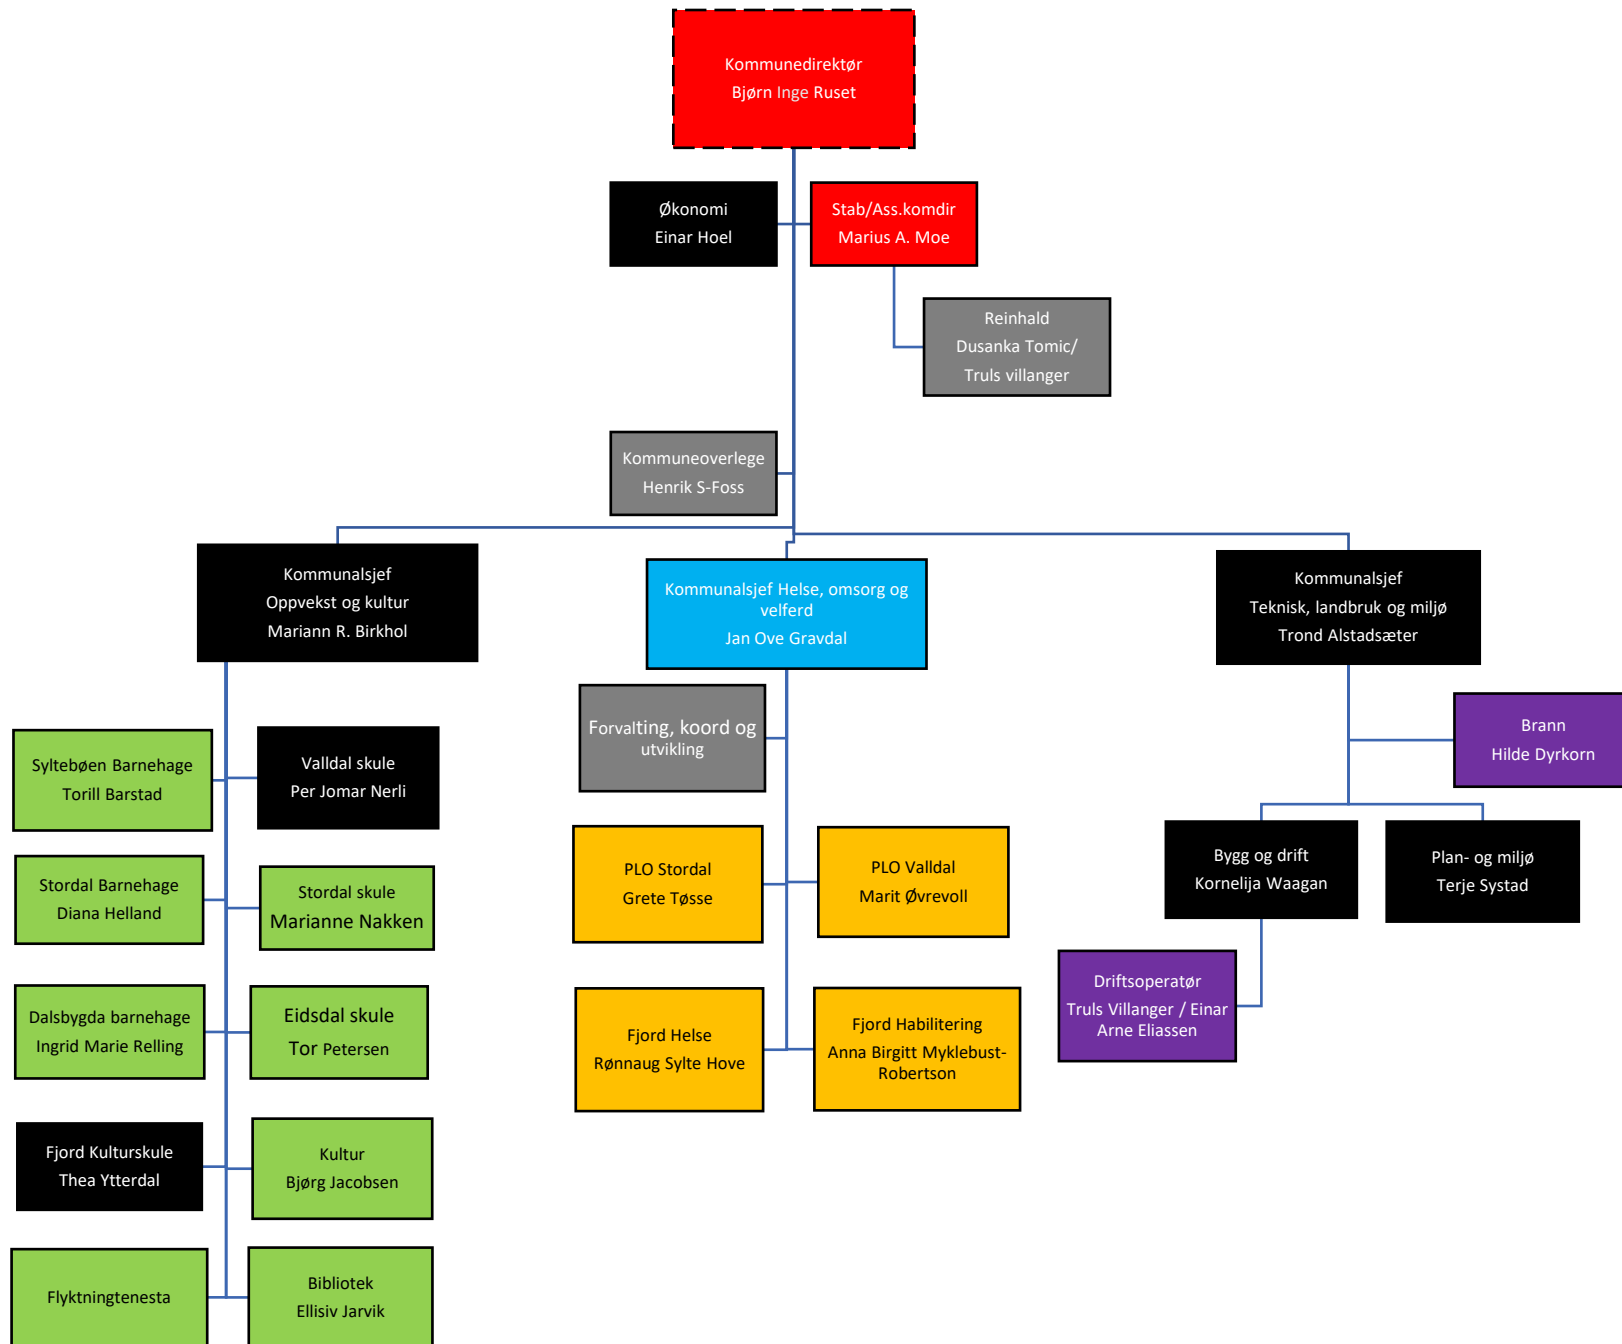 Kommunedirektør
Bjørn Inge Ruset
Økonomi
Einar Hoel
Stab/Ass.komdir
Marius A. Moe
Reinhald
Dusanka Tomic/
Truls villanger
Kommuneoverlege
Henrik S-Foss
Kommunalsjef
Oppvekst og kultur
Mariann R. Birkhol
Kommunalsjef Helse, omsorg og
velferd
Jan Ove Gravdal
Kommunalsjef
Teknisk, landbruk og miljø
Trond Alstadsæter
Syltebøen Barnehage
Torill Barstad
Valldal skule
Per Jomar Nerli
Stordal Barnehage
Diana Helland
Stordal skule
Marianne Nakken
Dalsbygda barnehage
Ingrid Marie Relling
Eidsdal skule
Tor Petersen
Fjord Kulturskule
Thea Ytterdal
Kultur
Bjørg Jacobsen
Flyktningtenesta
Bibliotek
Ellisiv Jarvik
Forvalting, koord og
utvikling
PLO Stordal
Grete Tøsse
PLO Valldal
Marit Øvrevoll
Fjord Helse
Rønnaug Sylte Hove
Fjord Habilitering
Anna Birgitt Myklebust-
Robertson
Brann
Hilde Dyrkorn
Bygg og drift
Kornelija Waagan
Plan- og miljø
Terje Systad
Driftsoperatør
Truls Villanger / Einar
Arne Eliassen